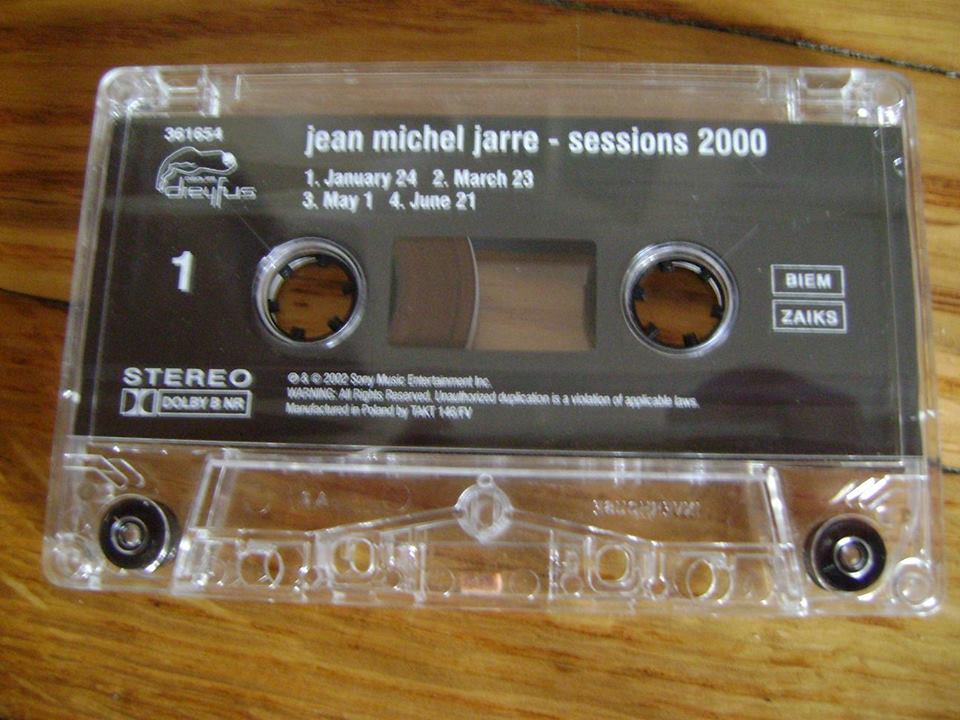 361654
dreyfus
jean michel jarre - sessions 2000
1. January 24 2. March 23
3. May 1 4. June 21
1
BIEM
ZAIKS
STEREO
DOLBY B NR
℗ & © 2002 Sony Music Entertainment Inc.
WARNING: All Rights Reserved. Unauthorized duplication is a violation of applicable laws.
Manufactured in Poland by TAKT 146/FV